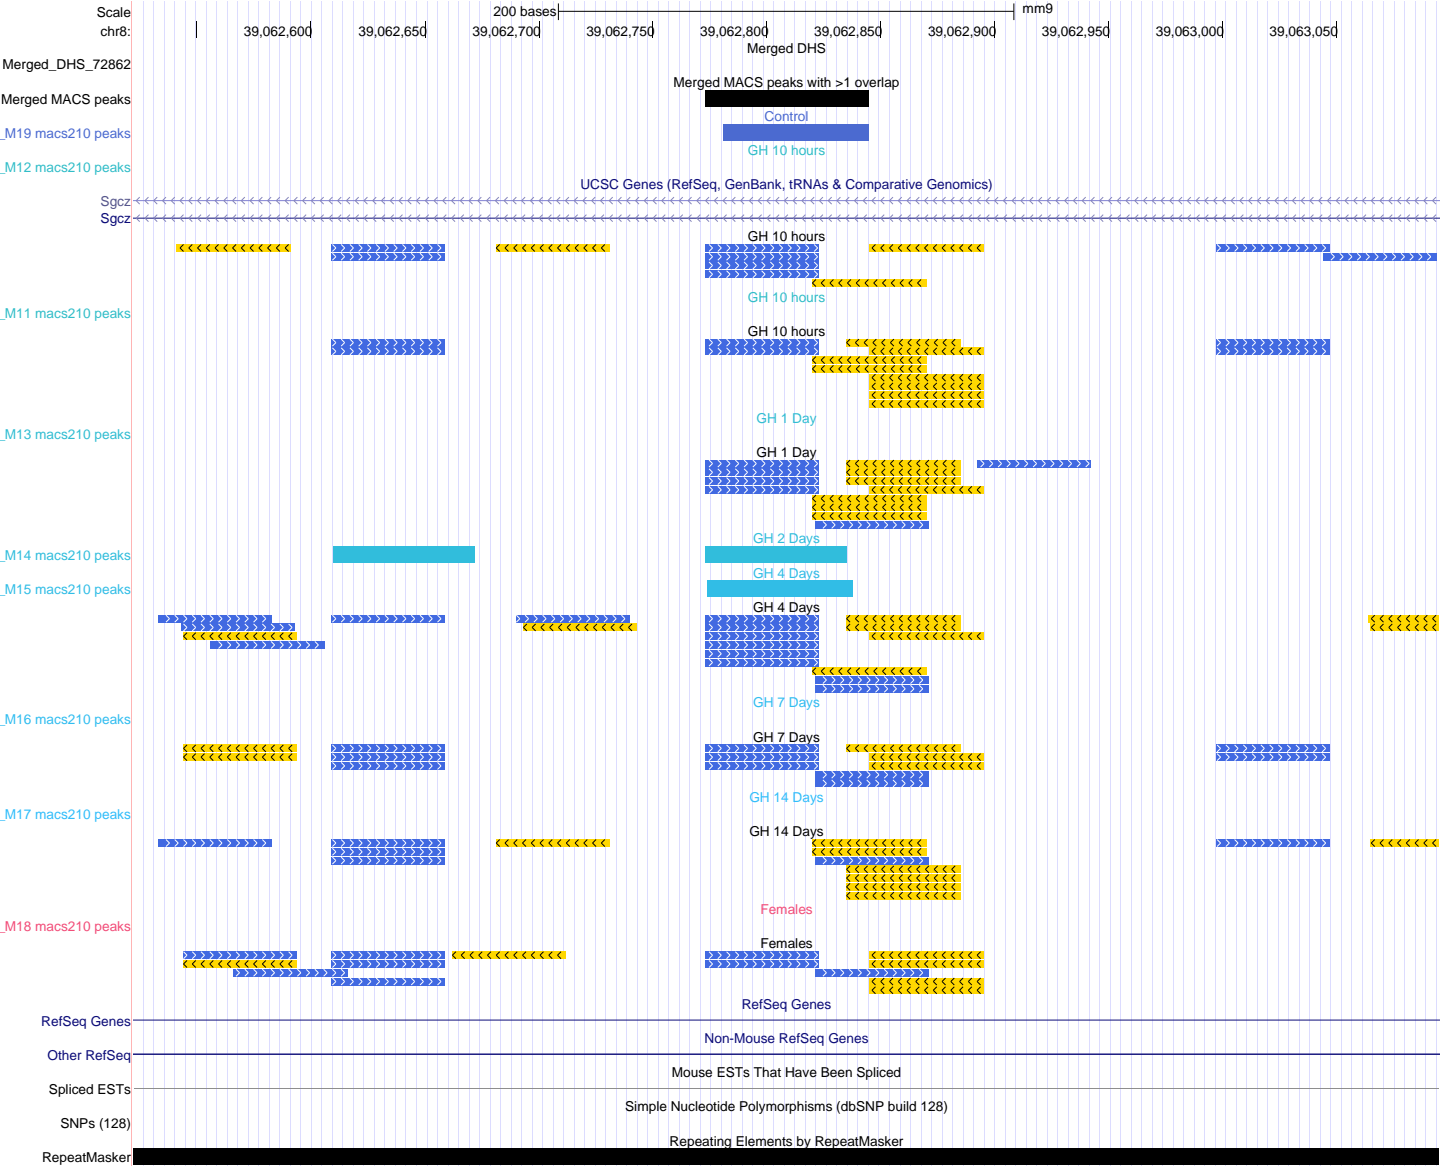 Scale 200 bases mm9
chr8: 39,062,600 39,062,650 39,062,700 39,062,750 39,062,800 39,062,850 39,062,900 39,062,950 39,063,000 39,063,050
Merged DHS
Merged_DHS_72862
Merged MACS peaks with >1 overlap
Merged MACS peaks
Control
_M19 macs210 peaks
GH 10 hours
_M12 macs210 peaks
UCSC Genes (RefSeq, GenBank, tRNAs & Comparative Genomics)
Sgcz
Sgcz
GH 10 hours
GH 10 hours
_M11 macs210 peaks
GH 10 hours
GH 1 Day
_M13 macs210 peaks
GH 1 Day
GH 2 Days
_M14 macs210 peaks
GH 4 Days
_M15 macs210 peaks
GH 4 Days
GH 7 Days
_M16 macs210 peaks
GH 7 Days
GH 14 Days
_M17 macs210 peaks
GH 14 Days
Females
_M18 macs210 peaks
Females
RefSeq Genes
RefSeq Genes
Non-Mouse RefSeq Genes
Other RefSeq
Mouse ESTs That Have Been Spliced
Spliced ESTs
Simple Nucleotide Polymorphisms (dbSNP build 128)
SNPs (128)
Repeating Elements by RepeatMasker
RepeatMasker